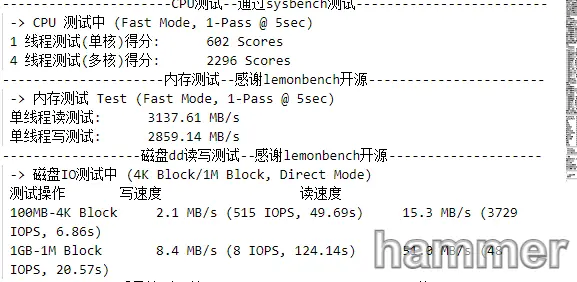 ---------------------CPU测试--通过sysbench测试---------------------
-> CPU 测试中 (Fast Mode, 1-Pass @ 5sec)
1 线程测试(单核)得分: 602 Scores
4 线程测试(多核)得分: 2296 Scores
---------------------内存测试--感谢lemonbench开源---------------------
-> 内存测试 Test (Fast Mode, 1-Pass @ 5sec)
单线程读测试: 3137.61 MB/s
单线程写测试: 2859.14 MB/s
------------------磁盘dd读写测试--感谢lemonbench开源--------------------
-> 磁盘IO测试中 (4K Block/1M Block, Direct Mode)
测试操作 写速度 读速度
100MB-4K Block 2.1 MB/s (515 IOPS, 49.69s) 15.3 MB/s (3729
IOPS, 6.86s)
1GB-1M Block 8.4 MB/s (8 IOPS, 124.14s) MB/s (48
IOPS, 20.57s)
hammer